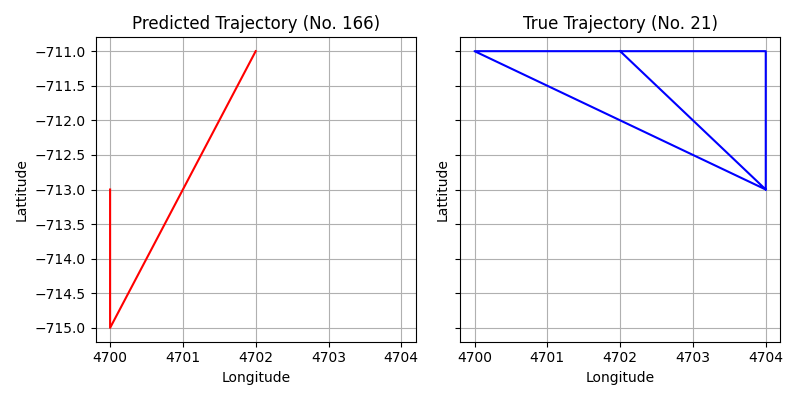 Predicted Trajectory (No. 166)
−711.0
−711.5
−712.0
−712.5
−713.0
−713.5
−714.0
−714.5
−715.0
Lattitude
4700 4701 4702 4703 4704
Longitude
True Trajectory (No. 21)
Lattitude
4700 4701 4702 4703 4704
Longitude